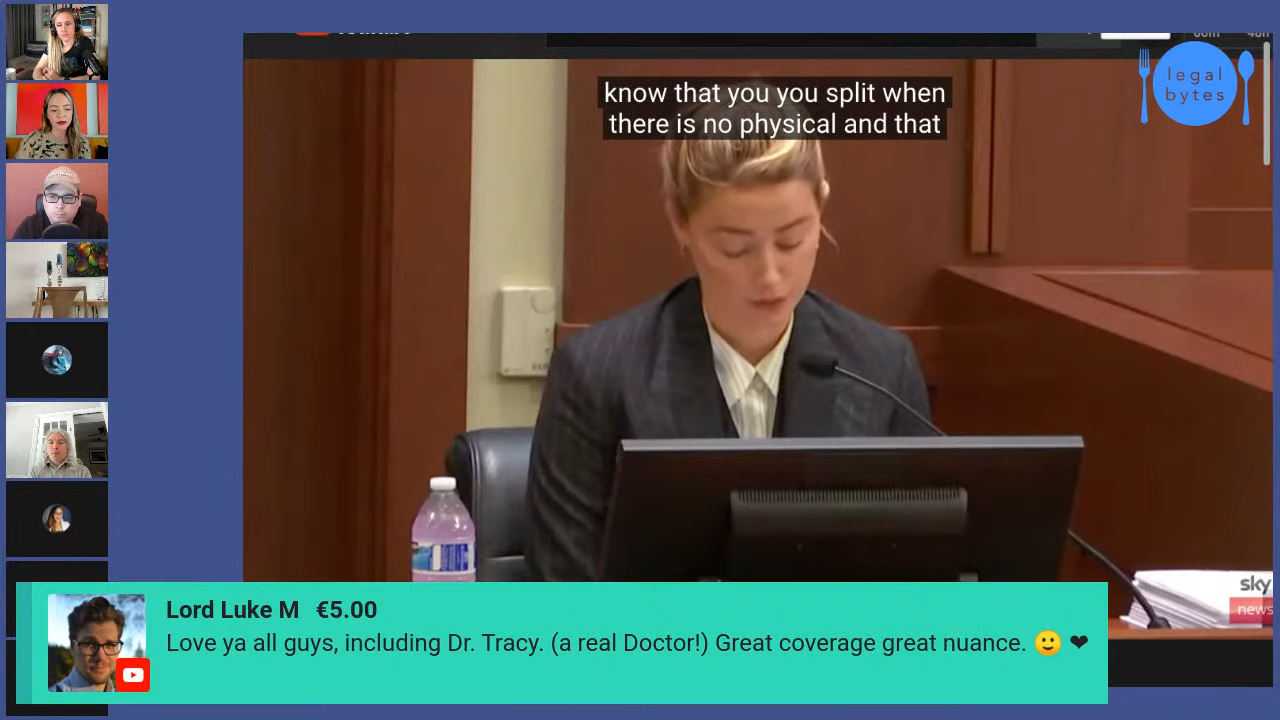 know that you you split when
there is no physical and that
legal
bytes
sky
news
Lord Luke M €5.00
Love ya all guys, including Dr. Tracy. (a real Doctor!) Great coverage great nuance. 🙂 ❤